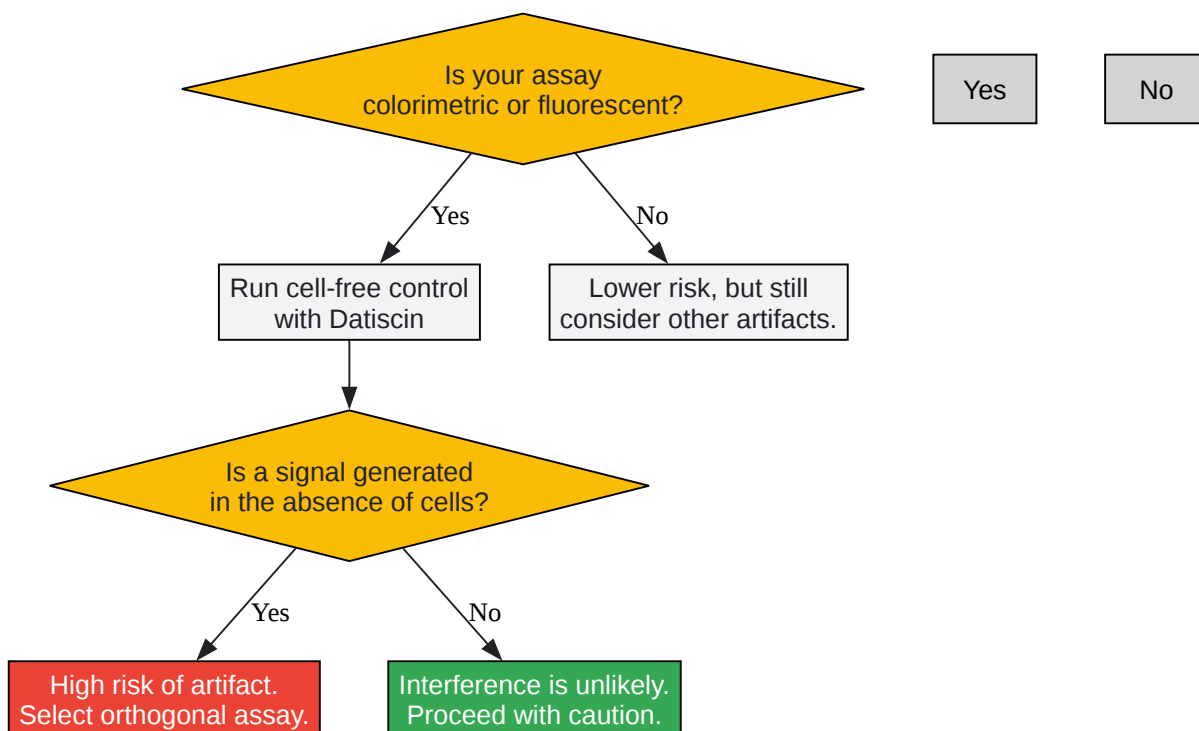 Is your assay
colorimetric or fluorescent?
Yes
No
Yes
No
Run cell-free control
with Datiscin
Lower risk, but still
consider other artifacts.
Is a signal generated
in the absence of cells?
Yes
No
High risk of artifact.
Select orthogonal assay.
Interference is unlikely.
Proceed with caution.